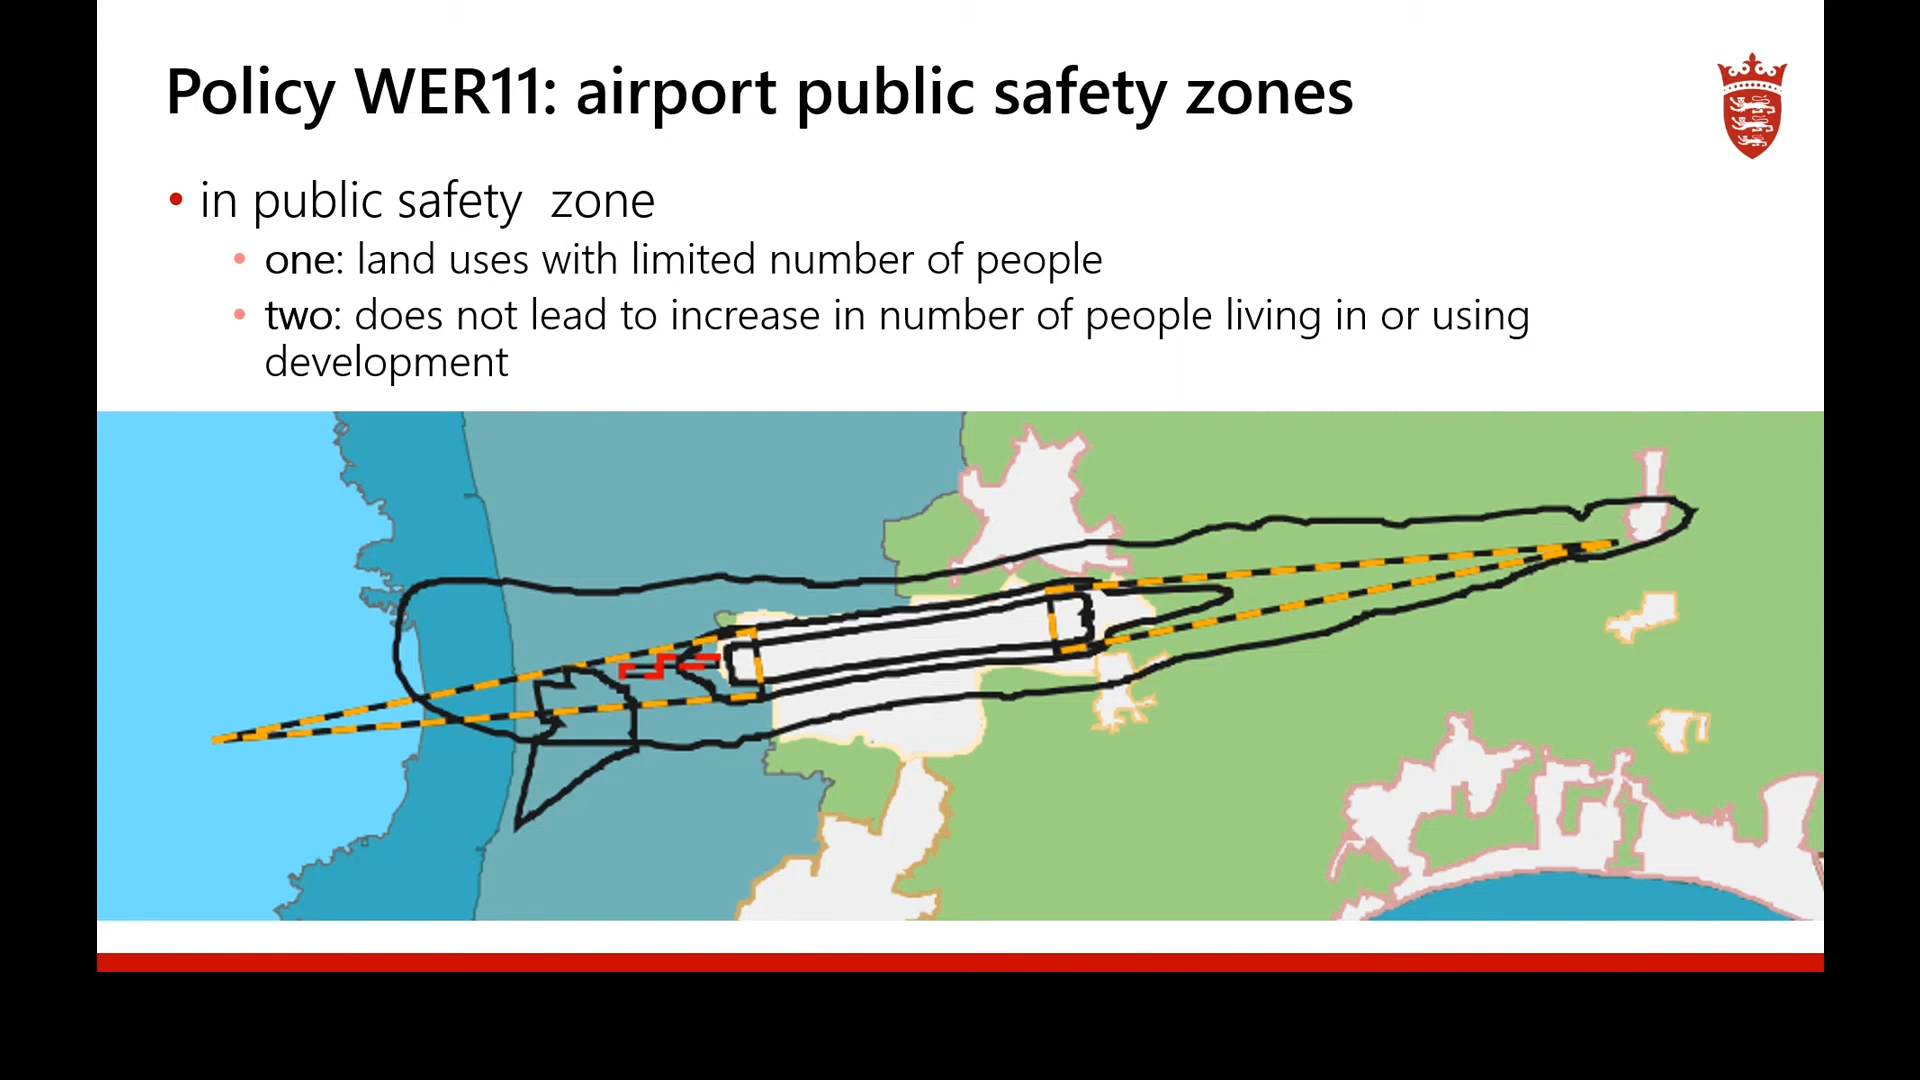 Policy WER11: airport public safety zones
• in public safety  zone
• one: land uses with limited number of people
• two: does not lead to increase in number of people living in or using
development